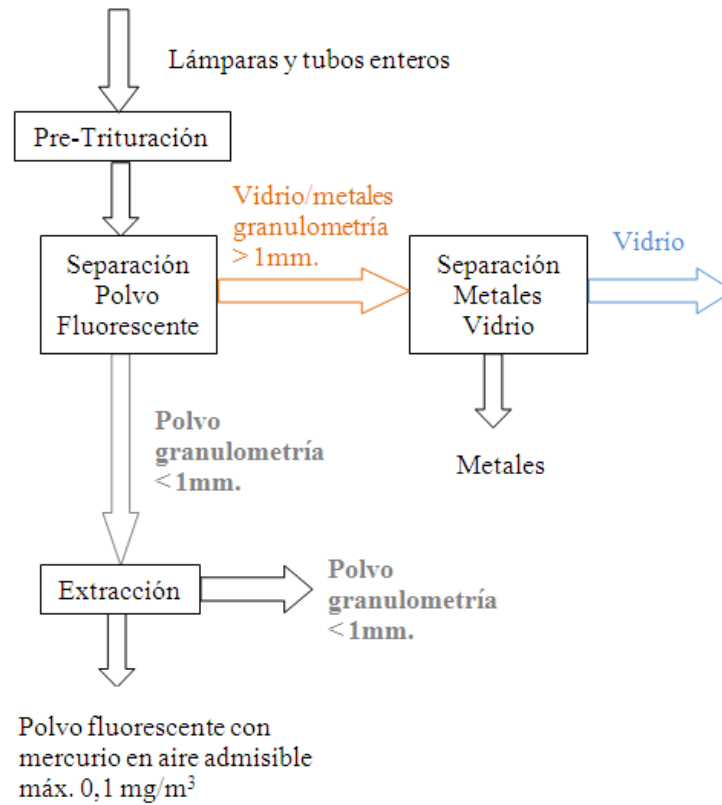 Lámparas y tubos enteros
Pre-Trituración
Vidrio/metales
granulometría
> 1mm.
Separación
Polvo
Fluorescente
Separación
Metales
Vidrio
Vidrio
Polvo
granulometría
<1mm.
Metales
Extracción
Polvo
granulometría
<1mm.
Polvo fluorescente con
mercurio en aire admisible
máx. 0,1 mg/m³